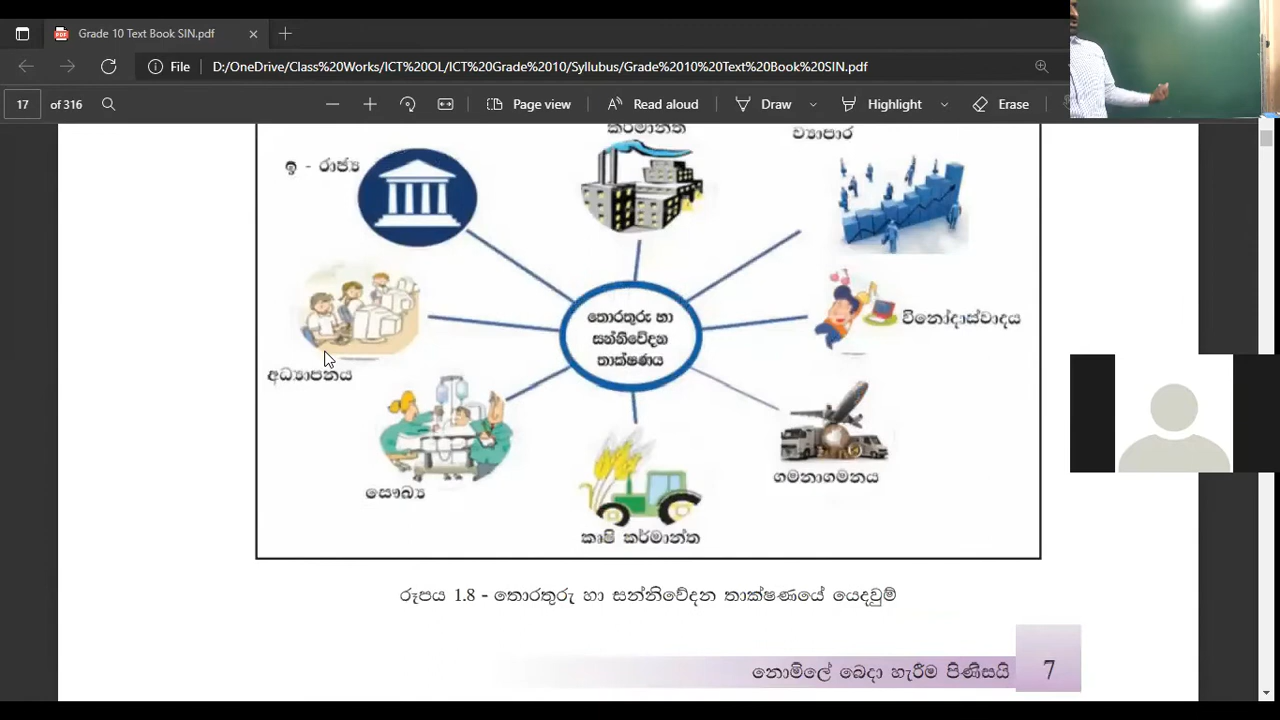 Grade 10 Text Book SIN.pdf
File D:/OneDrive/Class%20Works/ICT%20OL/ICT%20Grade%2010/Syllubus/Grade%2010%20Text%20Book%20SIN.pdf
17 of 316 Page view Read aloud Draw Highlight Erase
කර්මාන්ත
ව්‍යාපාර
ඉ - රාජ්‍ය
තොරතුරු හා
සන්නිවේදන
තාක්ෂණය
විනෝදාස්වාදය
අධ්‍යාපනය
ගමනාගමනය
සෞඛ්‍ය
කෘෂි කර්මාන්ත
රූපය 1.8 - තොරතුරු හා සන්නිවේදන තාක්ෂණයේ යෙදවුම්
නොමිලේ බෙදා හැරීම පිණිසයි 7